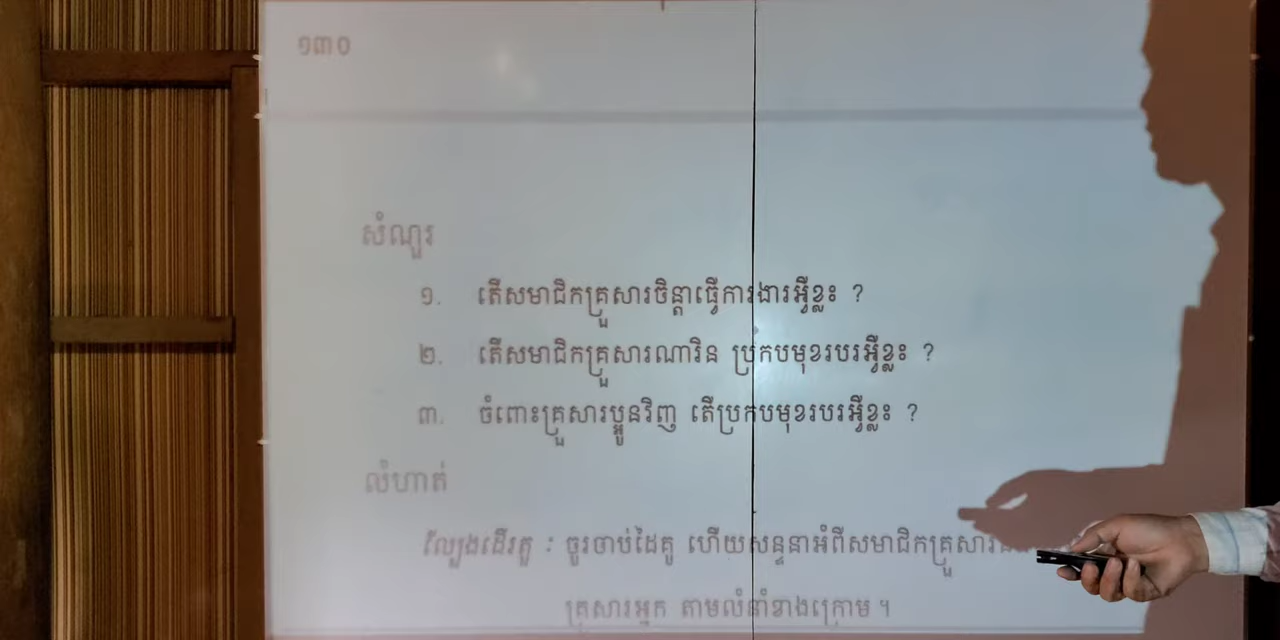 ១៣០
សំណួរ
១. តើសមាជិកគ្រួសារចិន្តាធ្វើការងារអ្វីខ្លះ ?
២. តើសមាជិកគ្រួសារណារិន ប្រកបមុខរបរអ្វីខ្លះ ?
៣. ចំពោះគ្រួសារប្អូនវិញ តើប្រកបមុខរបរអ្វីខ្លះ ?
លំហាត់
ល្បែងដើរតួ : ចូរចាប់ដៃគូ ហើយសន្ទនាអំពីសមាជិកគ្រួសារ
គ្រួសារអ្នក តាមលំនាំខាងក្រោម ។